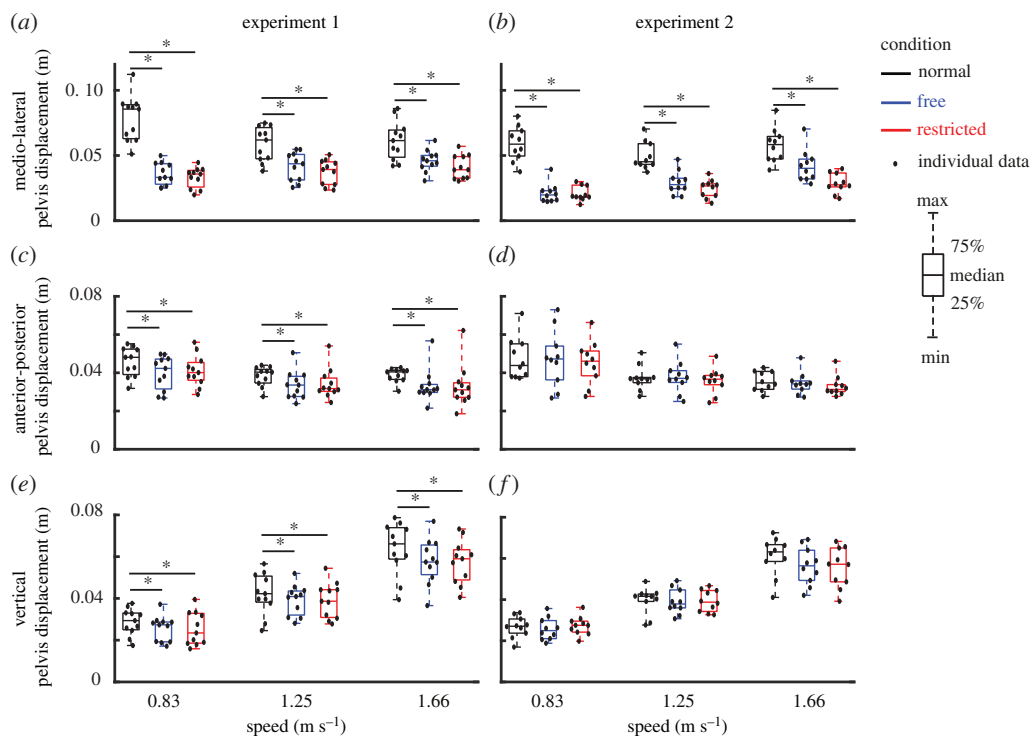 (a) experiment 1 (b) experiment 2
condition
normal
free
restricted
individual data
max
75%
median
25%
min
medio-lateral
pelvis displacement (m)
0.10
0.05
0
* * * * * *
* * * * * *
(c) (d)
anterior-posterior
pelvis displacement (m)
0.08
0.04
0
* * * * * *
(e) (f)
vertical
pelvis displacement (m)
0.08
0.04
0
* * * * * *
0.83 1.25 1.66 0.83 1.25 1.66
speed (m s⁻¹) speed (m s⁻¹)